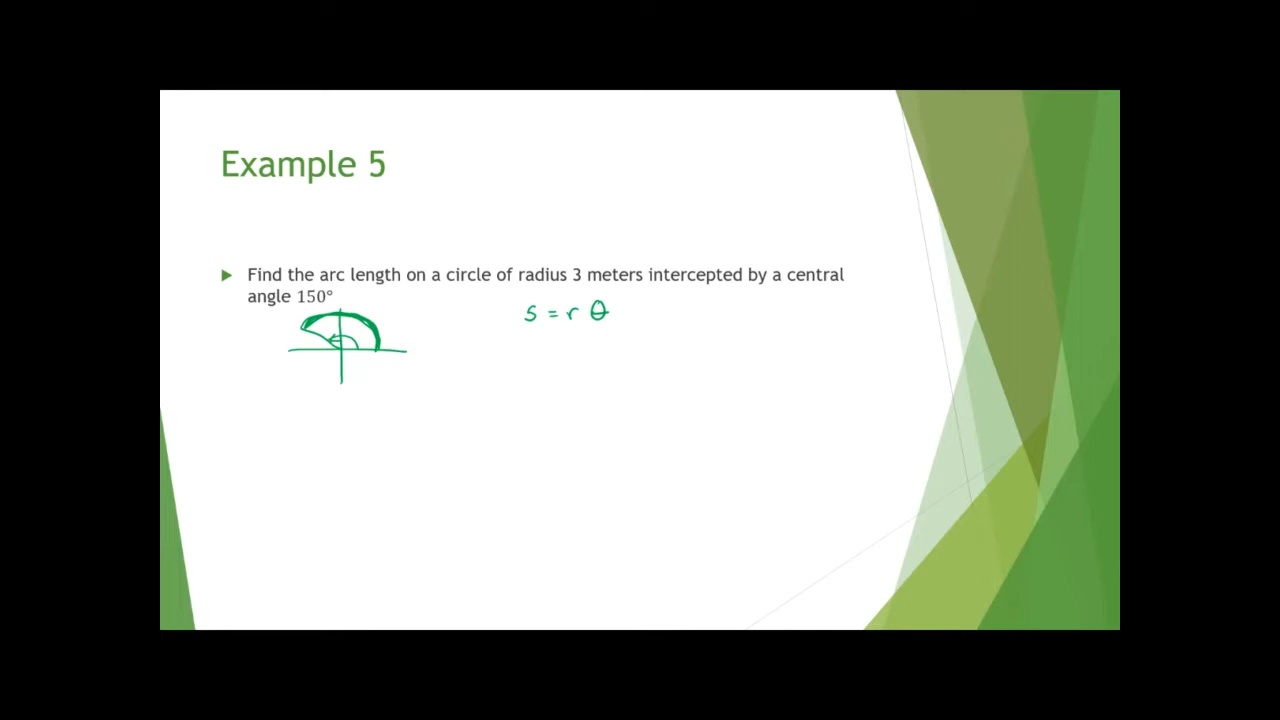 Example 5
Find the arc length on a circle of radius 3 meters intercepted by a central
angle 150°
s = r θ